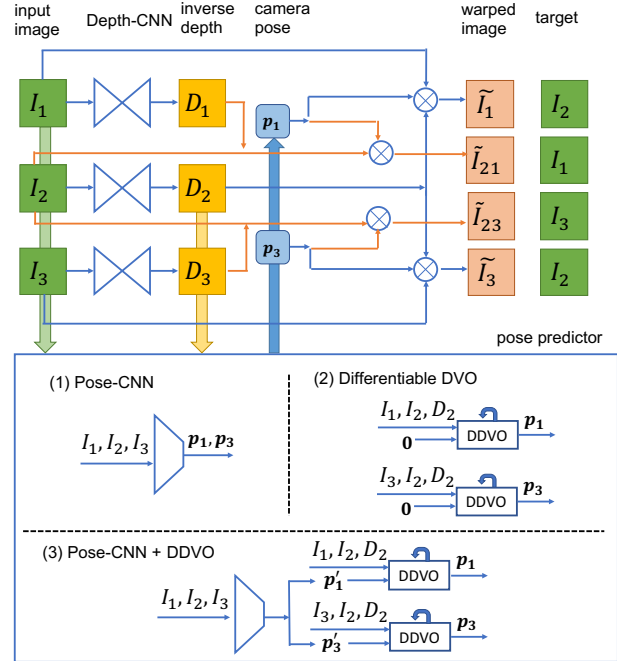 input image
Depth-CNN
inverse depth
camera pose
warped image
target
I₁
D₁
p₁
Ĩ₁
I₂
Ĩ₂₁
I₁
I₂
D₂
Ĩ₂₃
I₃
I₃
D₃
p₃
Ĩ₃
I₂
pose predictor
(1) Pose-CNN
I₁, I₂, I₃
p₁, p₃
(2) Differentiable DVO
I₁, I₂, D₂
0
DDVO
p₁
I₃, I₂, D₂
0
DDVO
p₃
(3) Pose-CNN + DDVO
I₁, I₂, I₃
I₁, I₂, D₂
p′₁
DDVO
p₁
I₃, I₂, D₂
p′₃
DDVO
p₃